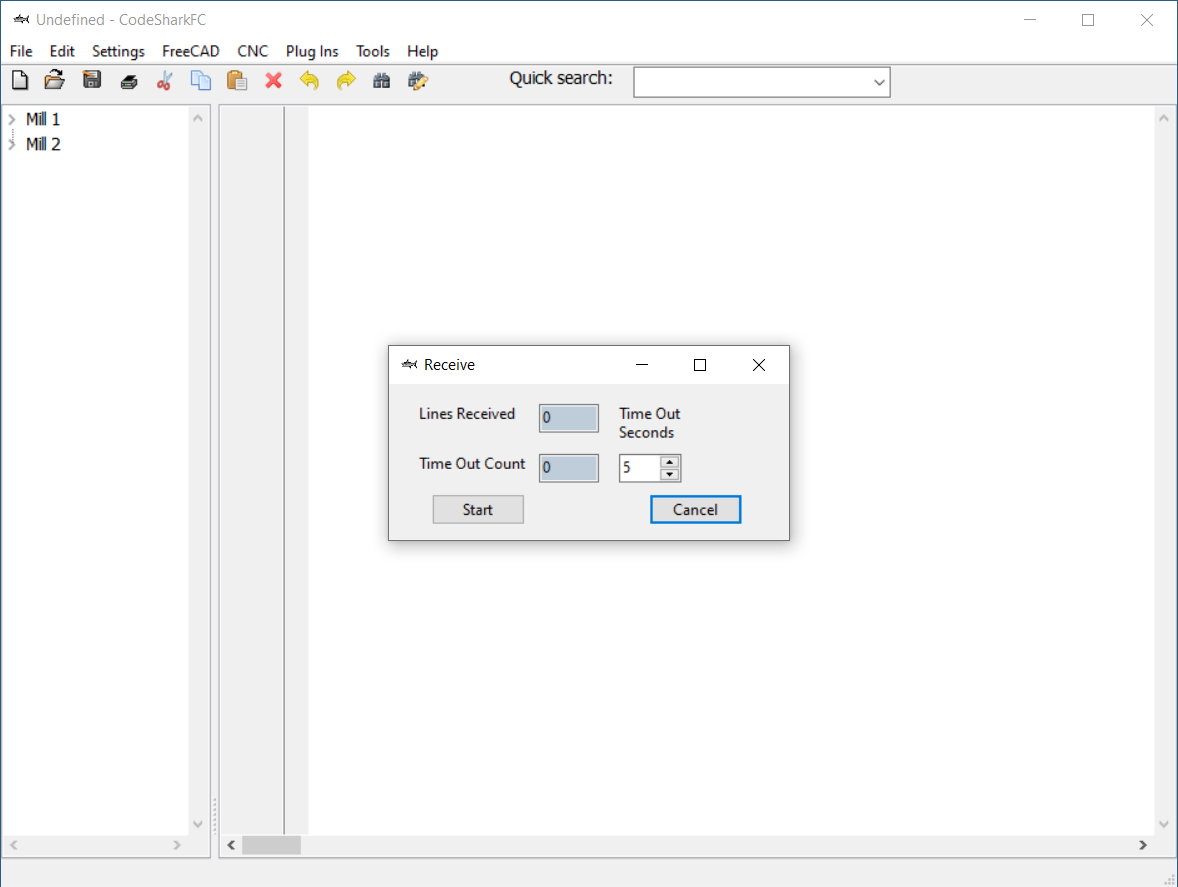 Undefined - CodeSharkFC
File Edit Settings FreeCAD CNC Plug Ins Tools Help
Quick search:
Mill 1
Mill 2
Receive
Lines Received 0 Time Out
Seconds
Time Out Count 0 5
Start Cancel